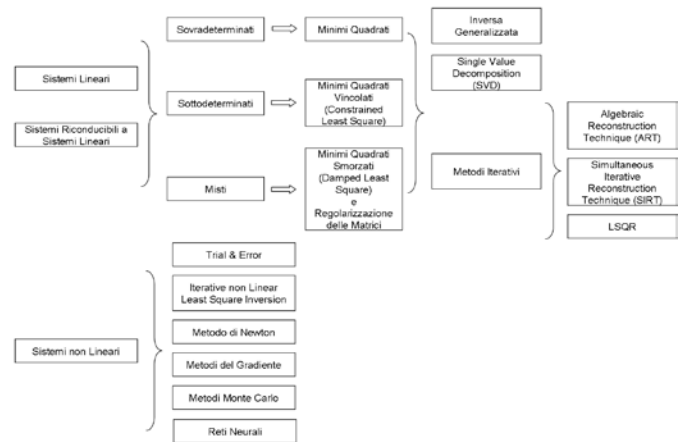 Sovradeterminati
Minimi Quadrati
Inversa
Generalizzata
Single Value
Decomposition
(SVD)
Sistemi Lineari
Sistemi Riconducibili a
Sistemi Lineari
Sottodeterminati
Minimi Quadrati
Vincolati
(Constrained
Least Square)
Misti
Minimi Quadrati
Smorzati
(Damped Least
Square)
e
Regolarizzazione
delle Matrici
Metodi Iterativi
Algebraic
Reconstruction
Technique (ART)
Simultaneous
Iterative
Reconstruction
Technique (SIRT)
LSQR
Sistemi non Lineari
Trial & Error
Iterative non Linear
Least Square Inversion
Metodo di Newton
Metodi del Gradiente
Metodi Monte Carlo
Reti Neurali